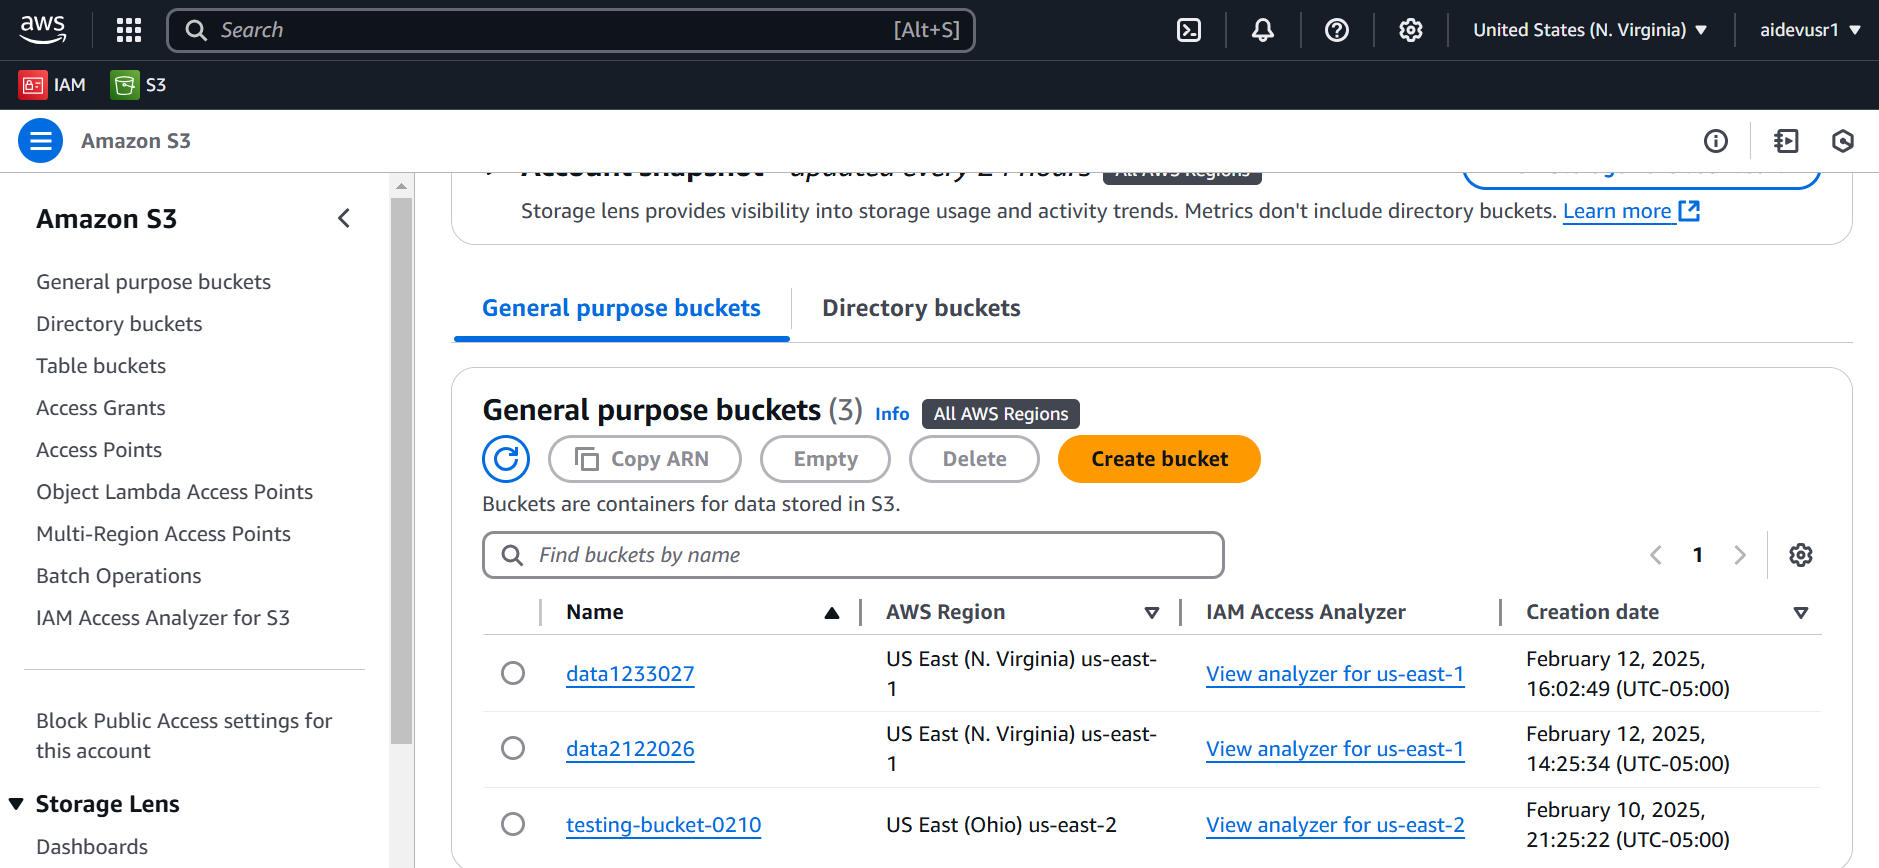 aws
Search [Alt+S]
United States (N. Virginia)
aidevusr1
IAM
S3
Amazon S3
Amazon S3
General purpose buckets
Directory buckets
Table buckets
Access Grants
Access Points
Object Lambda Access Points
Multi-Region Access Points
Batch Operations
IAM Access Analyzer for S3
Block Public Access settings for
this account
Storage Lens
Dashboards
Account snapshot - updated every 24 hours All AWS Regions
Storage lens provides visibility into storage usage and activity trends. Metrics don't include directory buckets. Learn more
General purpose buckets
Directory buckets
General purpose buckets (3) Info All AWS Regions
Copy ARN
Empty
Delete
Create bucket
Buckets are containers for data stored in S3.
Find buckets by name
1
Name
AWS Region
IAM Access Analyzer
Creation date
data1233027
US East (N. Virginia) us-east-
1
View analyzer for us-east-1
February 12, 2025,
16:02:49 (UTC-05:00)
data2122026
US East (N. Virginia) us-east-
1
View analyzer for us-east-1
February 12, 2025,
14:25:34 (UTC-05:00)
testing-bucket-0210
US East (Ohio) us-east-2
View analyzer for us-east-2
February 10, 2025,
21:25:22 (UTC-05:00)